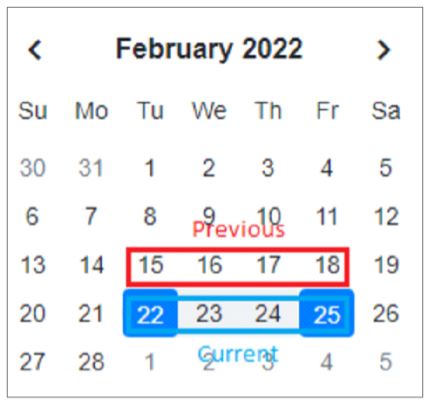 < February 2022 >
Su Mo Tu We Th Fr Sa
30 31 1 2 3 4 5
6 7 8 9 10 11 12
Previous
13 14 15 16 17 18 19
20 21 22 23 24 25 26
Current
27 28 1 2 3 4 5